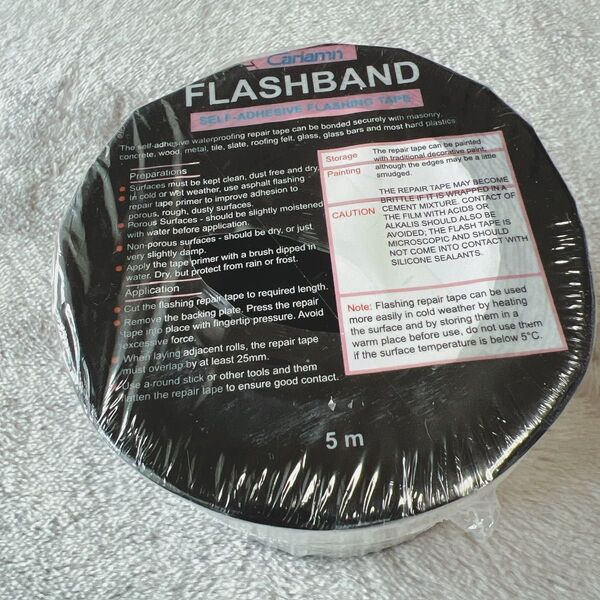 Cariamn
FLASHBAND
SELF-ADHESIVE FLASHING TAPE
The self-adhesive waterproofing repair tape can be bonded securely with masonry,
concrete, wood, metal, tile, slate, roofing felt, glass, glass bars and most hard plastics.
Preparations
Surfaces must be kept clean, dust free and dry.
In cold or wet weather, use asphalt flashing
repair tape primer to improve adhesion to
porous, rough, dusty surfaces.
Porous Surfaces - should be slightly moistened
with water before application.
Non-porous surfaces - should be dry, or just
very slightly damp.
Apply the tape primer with a brush dipped in
water. Dry, but protect from rain or frost.
Application
Cut the flashing repair tape to required length.
Remove the backing plate. Press the repair
tape into place with fingertip pressure. Avoid
excessive force.
When laying adjacent rolls, the repair tape
must overlap by at least 25mm.
Use a-round stick or other tools and them
flatten the repair tape to ensure good contact.
Storage
Painting
The repair tape can be painted
with traditional decorative paint,
although the edges may be a little
smudged.
CAUTION
THE REPAIR TAPE MAY BECOME
BRITTLE IF IT IS WRAPPED IN A
CEMENT MIXTURE. CONTACT OF
THE FILM WITH ACIDS OR
ALKALIS SHOULD ALSO BE
AVOIDED; THE FLASH TAPE IS
MICROSCOPIC AND SHOULD
NOT COME INTO CONTACT WITH
SILICONE SEALANTS.
Note: Flashing repair tape can be used
more easily in cold weather by heating
the surface and by storing them in a
warm place before use, do not use them
if the surface temperature is below 5°C.
5 m